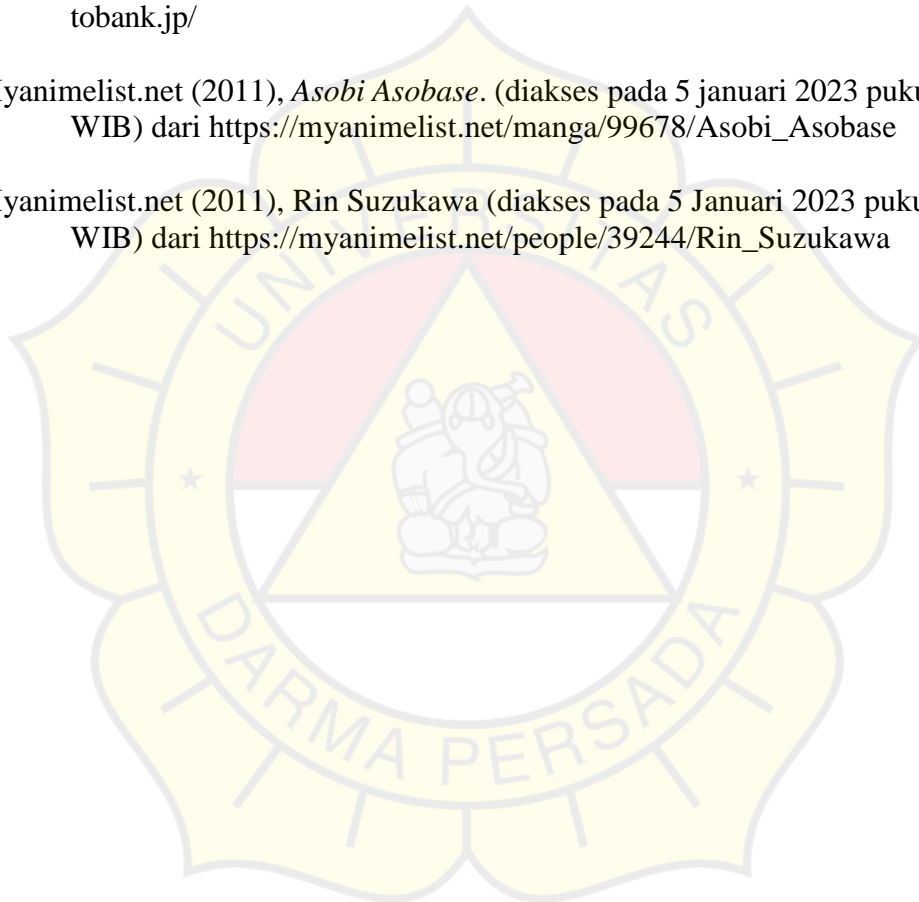 tobank.jp/
yanimelist.net (2011), Asobi Asobase. (diakses pada 5 januari 2023 puku
WIB) dari https://myanimelist.net/manga/99678/Asobi_Asobase
yanimelist.net (2011), Rin Suzukawa (diakses pada 5 Januari 2023 puku
WIB) dari https://myanimelist.net/people/39244/Rin_Suzukawa
UNIVERSITAS
DARMA PERSADA